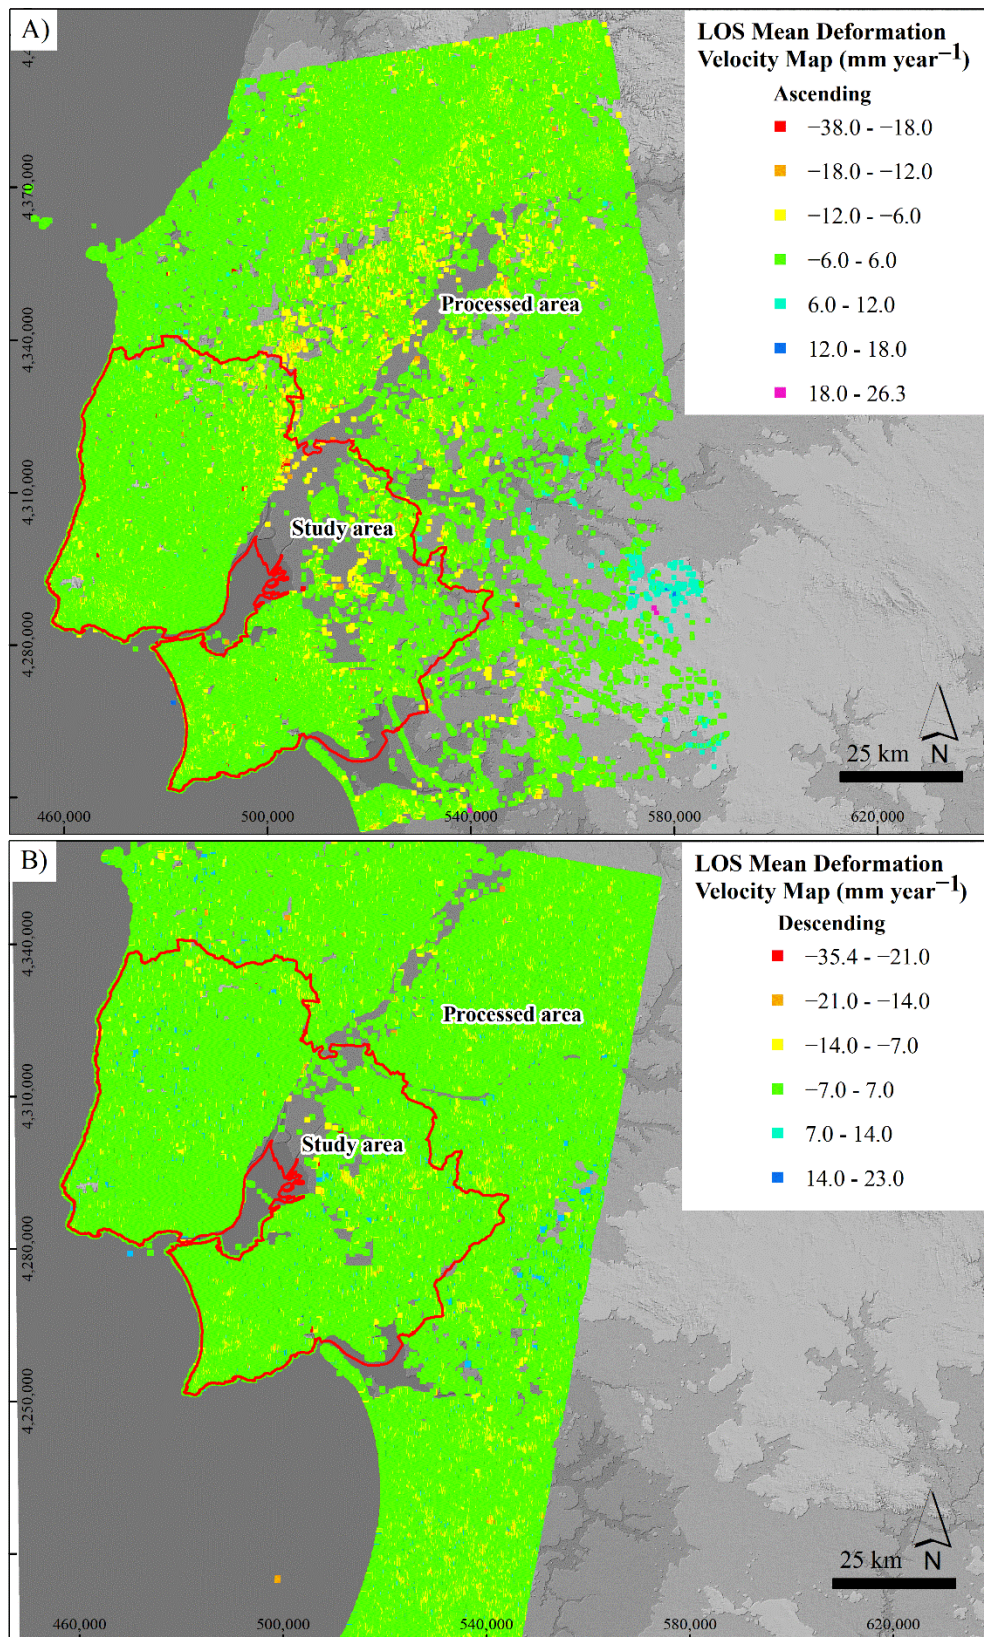 A)
LOS Mean Deformation
Velocity Map (mm year⁻¹)
Ascending
−38.0 - −18.0
−18.0 - −12.0
−12.0 - −6.0
−6.0 - 6.0
6.0 - 12.0
12.0 - 18.0
18.0 - 26.3
4,370,000
4,340,000
4,310,000
4,280,000
Processed area
Study area
25 km
N
460,000
500,000
540,000
580,000
620,000
B)
LOS Mean Deformation
Velocity Map (mm year⁻¹)
Descending
−35.4 - −21.0
−21.0 - −14.0
−14.0 - −7.0
−7.0 - 7.0
7.0 - 14.0
14.0 - 23.0
4,340,000
4,310,000
4,280,000
4,250,000
Processed area
Study area
25 km
N
460,000
500,000
540,000
580,000
620,000